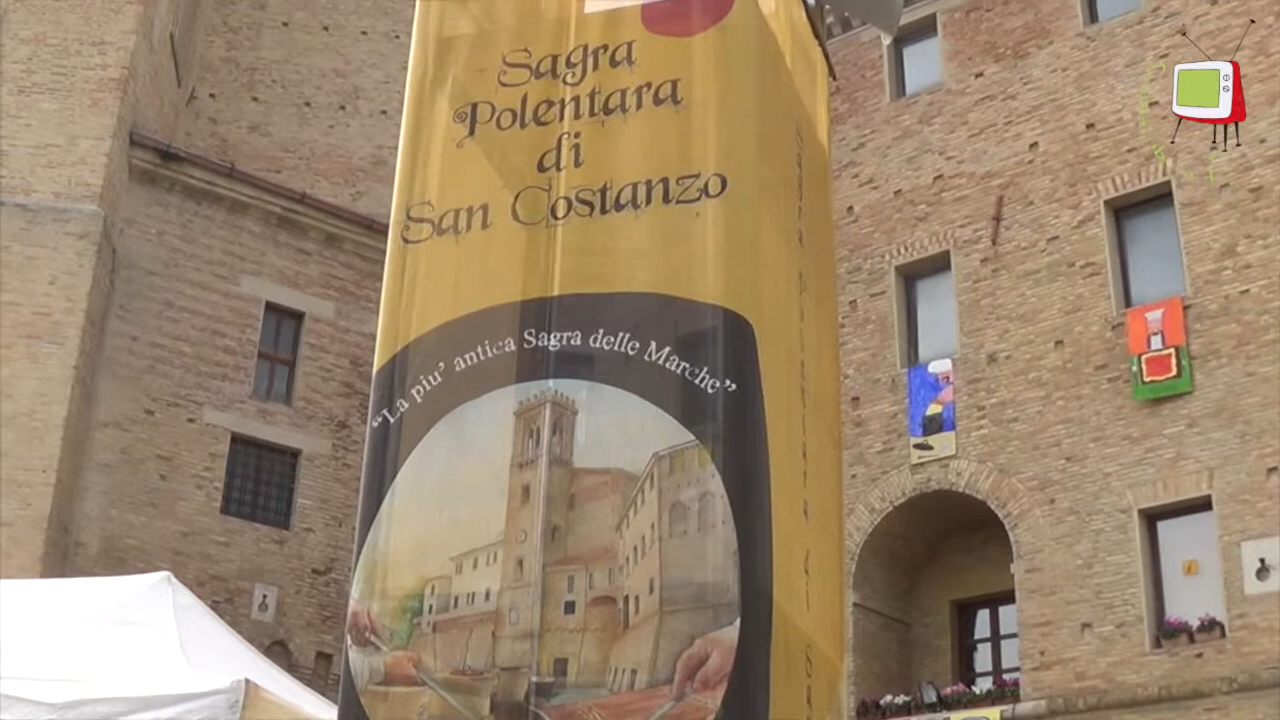 Sagra
Polentara
di
San Costanzo
“La piu’ antica Sagra delle Marche”